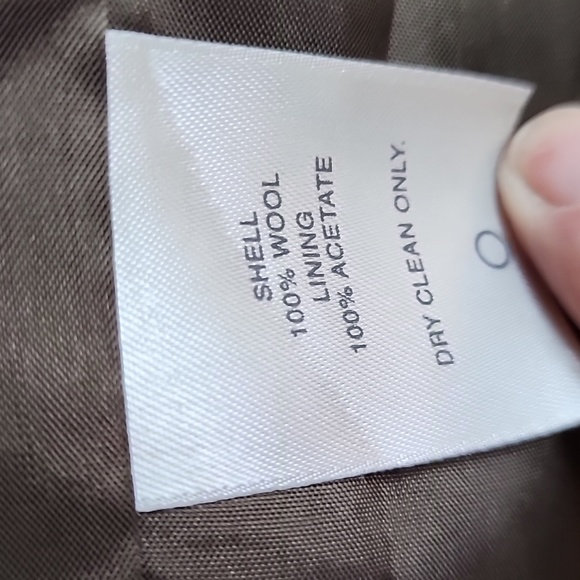 SHELL
100% WOOL
LINING
100% ACETATE
DRY CLEAN ONLY.